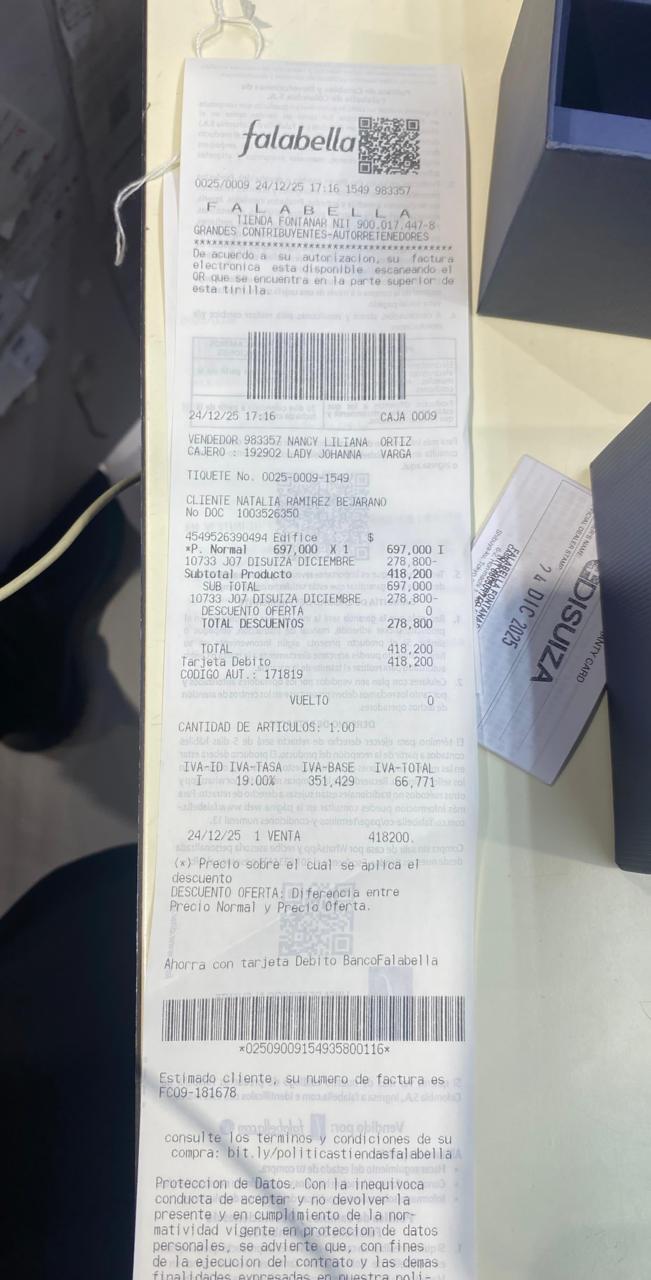 falabella
0025/0009 24/12/25 17:16 1549 983357
F A L A B E L L A
TIENDA FONTANAR NIT 900.017.447-8
GRANDES CONTRIBUYENTES-AUTORRETENEDORES
**************************************************
De acuerdo a su autorizacion, su factura
electronica esta disponible escaneando el
QR que se encuentra en la parte superior de
esta tirilla.
24/12/25 17:16 CAJA 0009
VENDEDOR 983357 NANCY LILIANA ORTIZ
CAJERO : 192902 LADY JOHANNA VARGA
TIQUETE No. 0025-0009-1549
CLIENTE NATALIA RAMIREZ BEJARANO
No DOC 1003526350
4549526390494 Edifice $
*P. Normal 697,000 X 1 697,000 I
10733 J07 DISUIZA DICIEMBRE 278,800-
Subtotal Producto 418,200
SUB TOTAL 697,000
10733 J07 DISUIZA DICIEMBRE 278,800-
DESCUENTO OFERTA 0
TOTAL DESCUENTOS 278,800
TOTAL 418,200
Tarjeta Debito 418,200
CODIGO AUT.: 171819
VUELTO 0
CANTIDAD DE ARTICULOS: 1.00
IVA-ID IVA-TASA IVA-BASE IVA-TOTAL
I 19.00% 351,429 66,771
24/12/25 1 VENTA 418200.
(*) Precio sobre el cual se aplica el
descuento
DESCUENTO OFERTA: Diferencia entre
Precio Normal y Precio Oferta.
Ahorra con tarjeta Debito BancoFalabella
*02509009154935800116*
Estimado cliente, su numero de factura es
FC09-181678
consulte los terminos y condiciones de su
compra: bit.ly/politicastiendasfalabella
Proteccion de Datos. Con la inequivoca
conducta de aceptar y no devolver la
presente y en cumplimiento de la nor-
matividad vigente en proteccion de datos
personales, se advierte que, con fines
de la ejecucion del contrato y las demas
finalidades expresadas en nuestra poli-
24 DIC 2025
DISUIZA